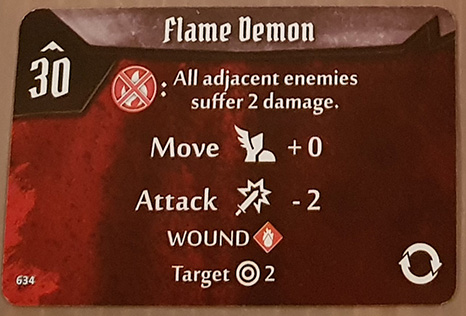 Flame Demon
30
: All adjacent enemies
suffer 2 damage.
Move + 0
Attack - 2
WOUND
Target 2
634